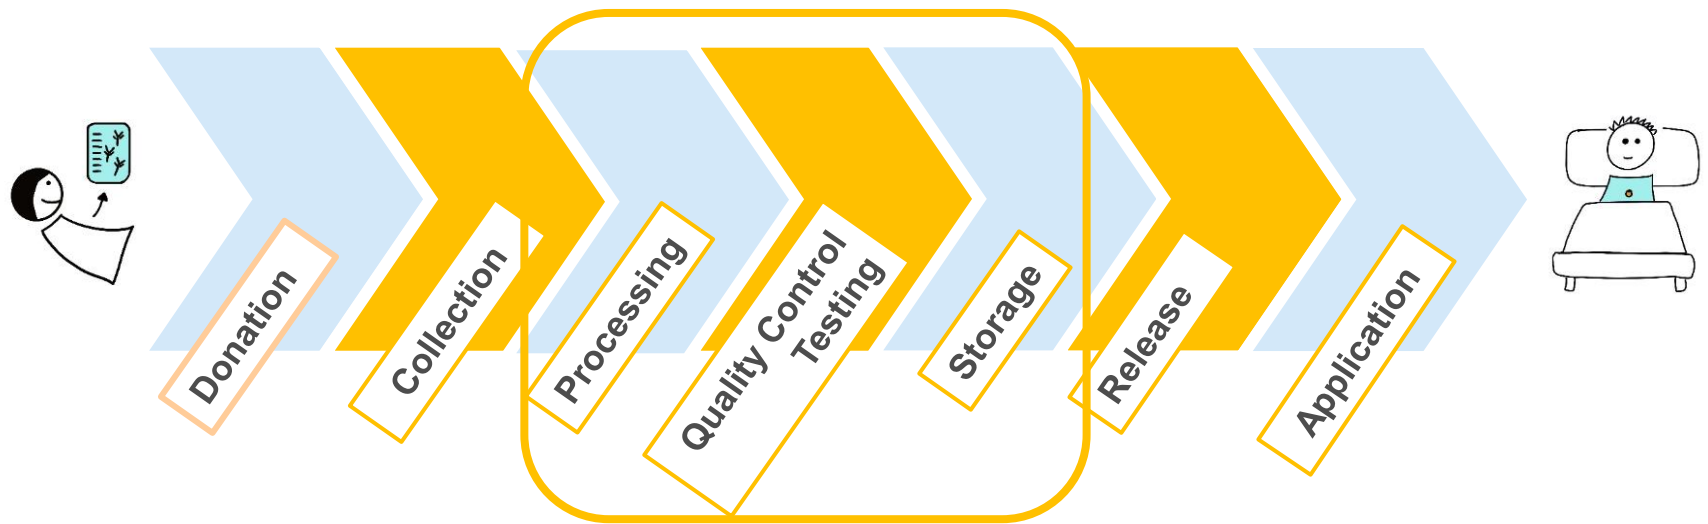 Donation
Collection
Processing
Quality Control
Testing
Storage
Release
Application